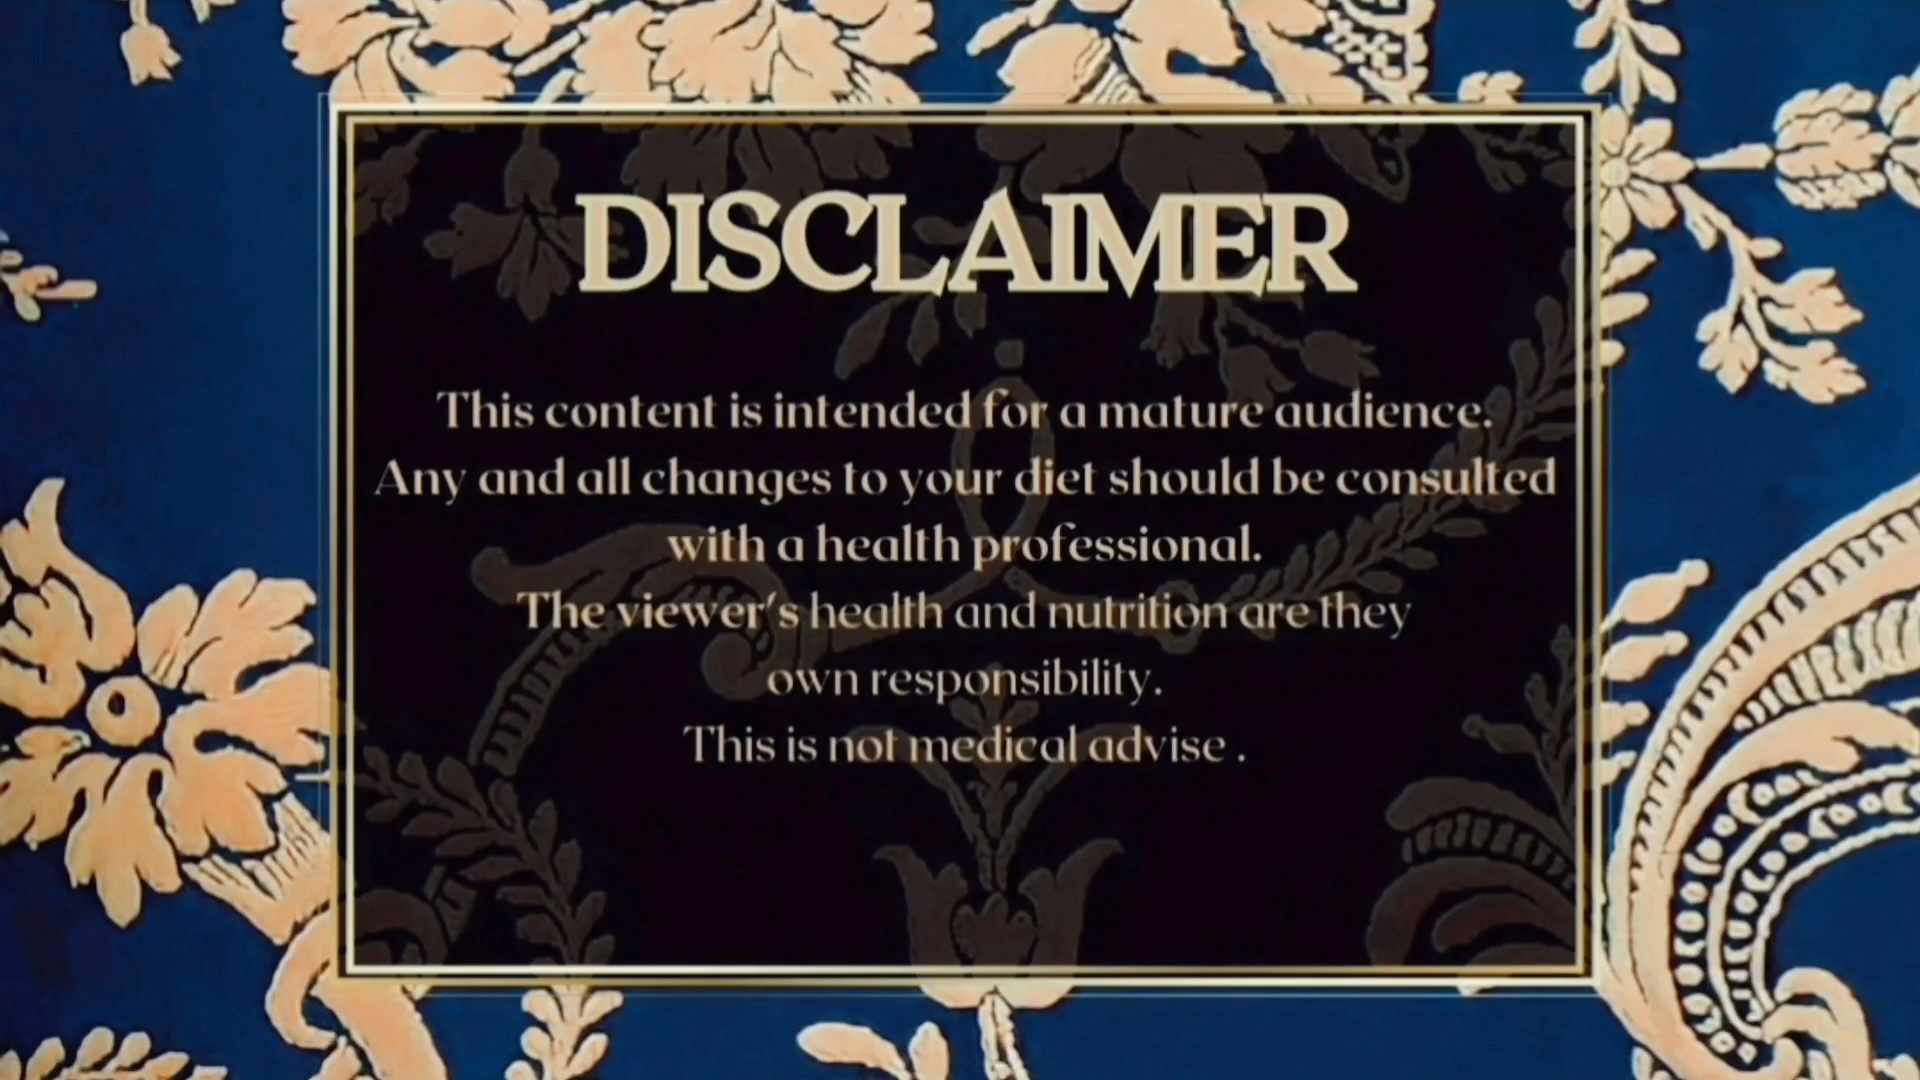 DISCLAIMER
This content is intended for a mature audience.
Any and all changes to your diet should be consulted
with a health professional.
The viewer's health and nutrition are they
own responsibility.
This is not medical advise .